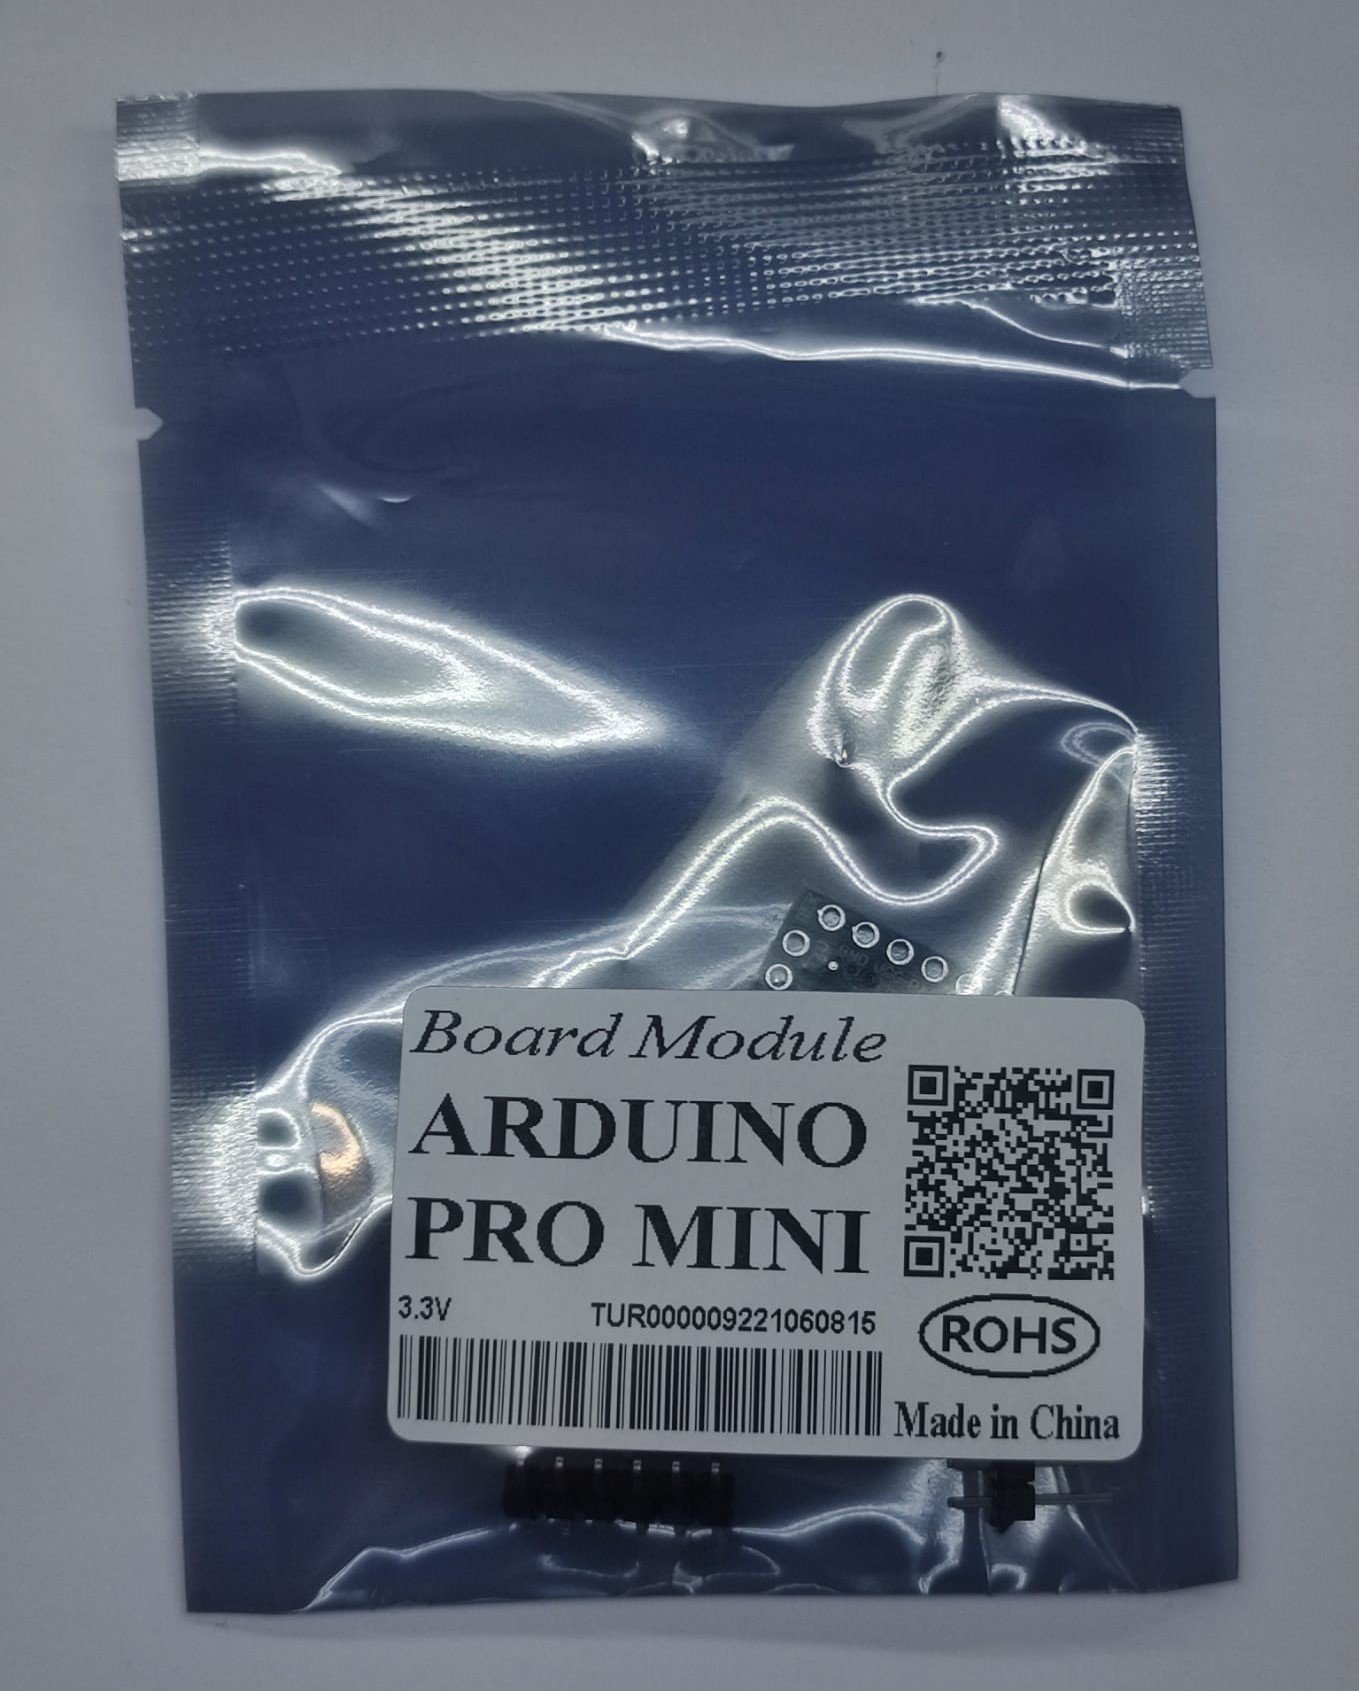 Board Module
ARDUINO
PRO MINI
3.3V
TUR000009221060815
ROHS
Made in China